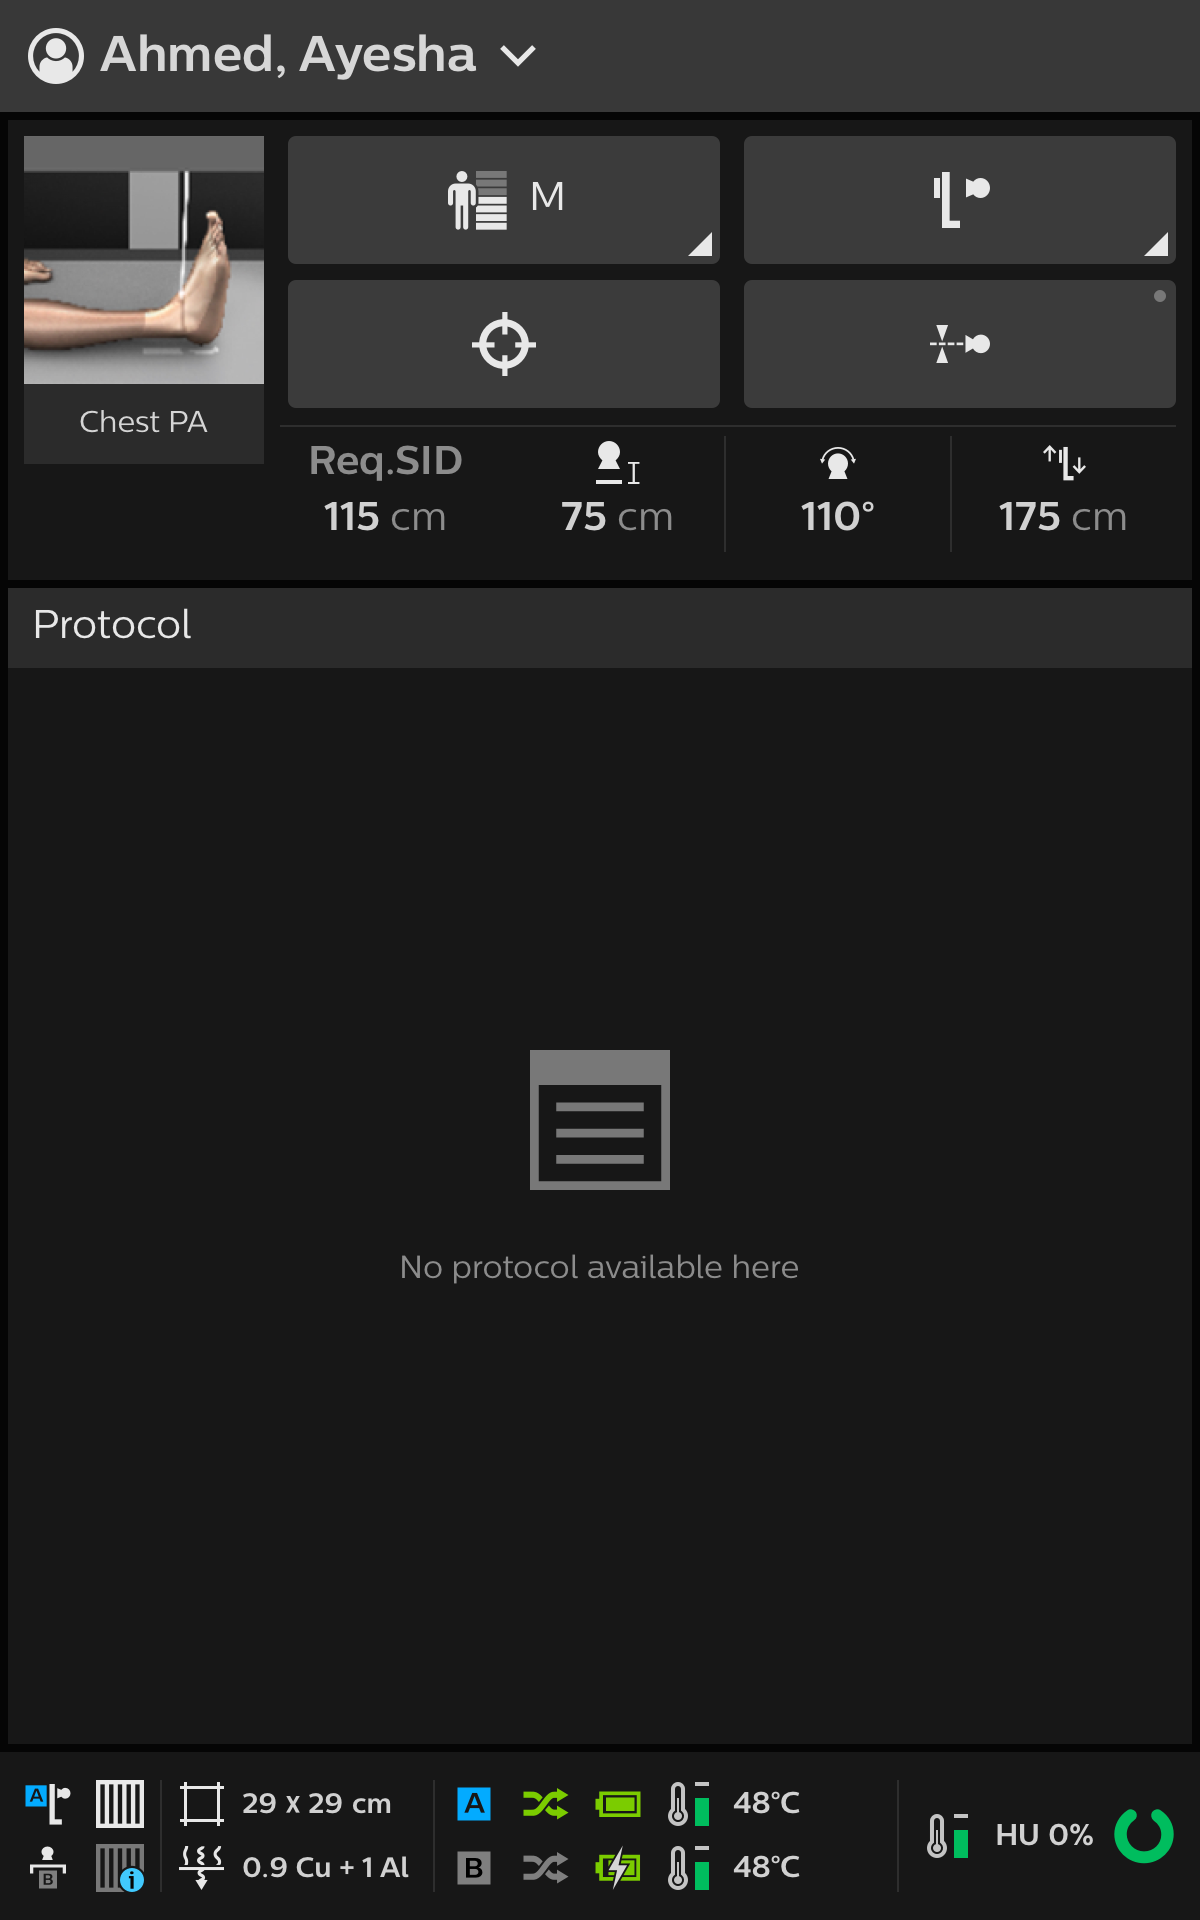 Ahmed, Ayesha
M
Chest PA
Req.SID
115 cm
75 cm
110°
175 cm
Protocol
No protocol available here
A
29 x 29 cm
A
48°C
B
i
0.9 Cu + 1 Al
B
48°C
HU 0%